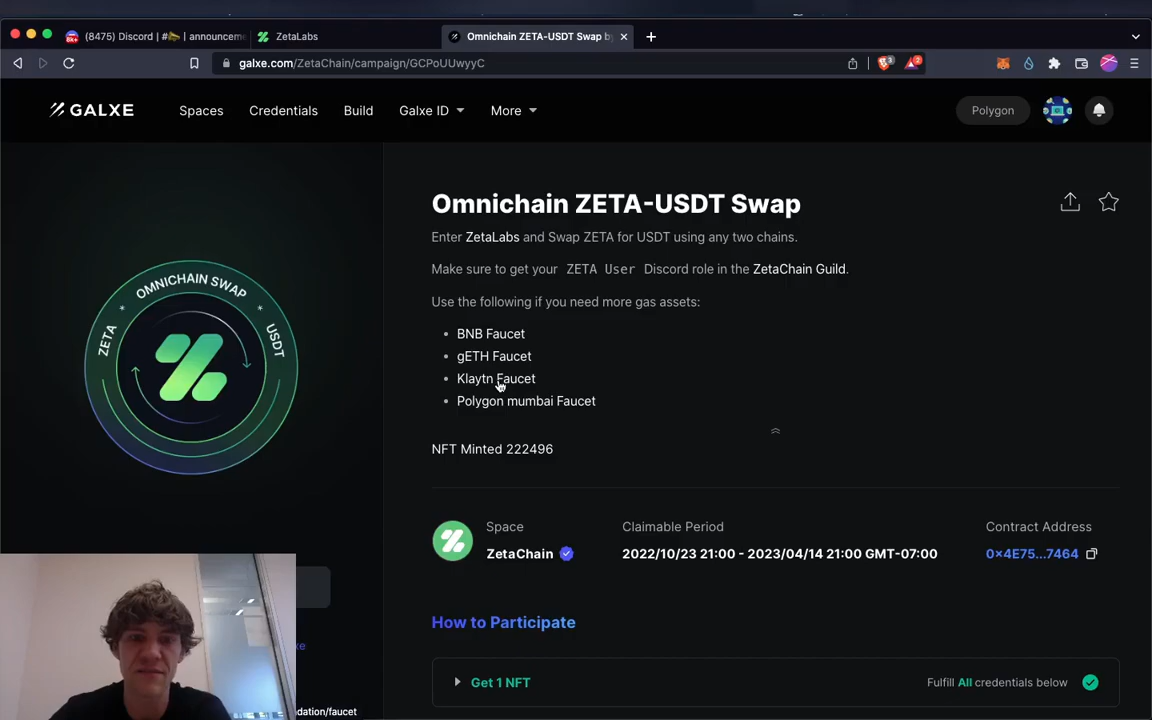 (8475) Discord | #📣 | announceme
ZetaLabs
Omnichain ZETA-USDT Swap by
galxe.com/ZetaChain/campaign/GCPoUUwyyC
GALXE
Spaces
Credentials
Build
Galxe ID
More
Polygon
ZETA * OMNICHAIN SWAP * USDT
Omnichain ZETA-USDT Swap
Enter ZetaLabs and Swap ZETA for USDT using any two chains.
Make sure to get your ZETA User Discord role in the ZetaChain Guild.
Use the following if you need more gas assets:
• BNB Faucet
• gETH Faucet
• Klaytn Faucet
• Polygon mumbai Faucet
NFT Minted 222496
Space
ZetaChain
Claimable Period
2022/10/23 21:00 - 2023/04/14 21:00 GMT-07:00
Contract Address
0x4E75...7464
How to Participate
Get 1 NFT
Fulfill All credentials below
xe
dation/faucet